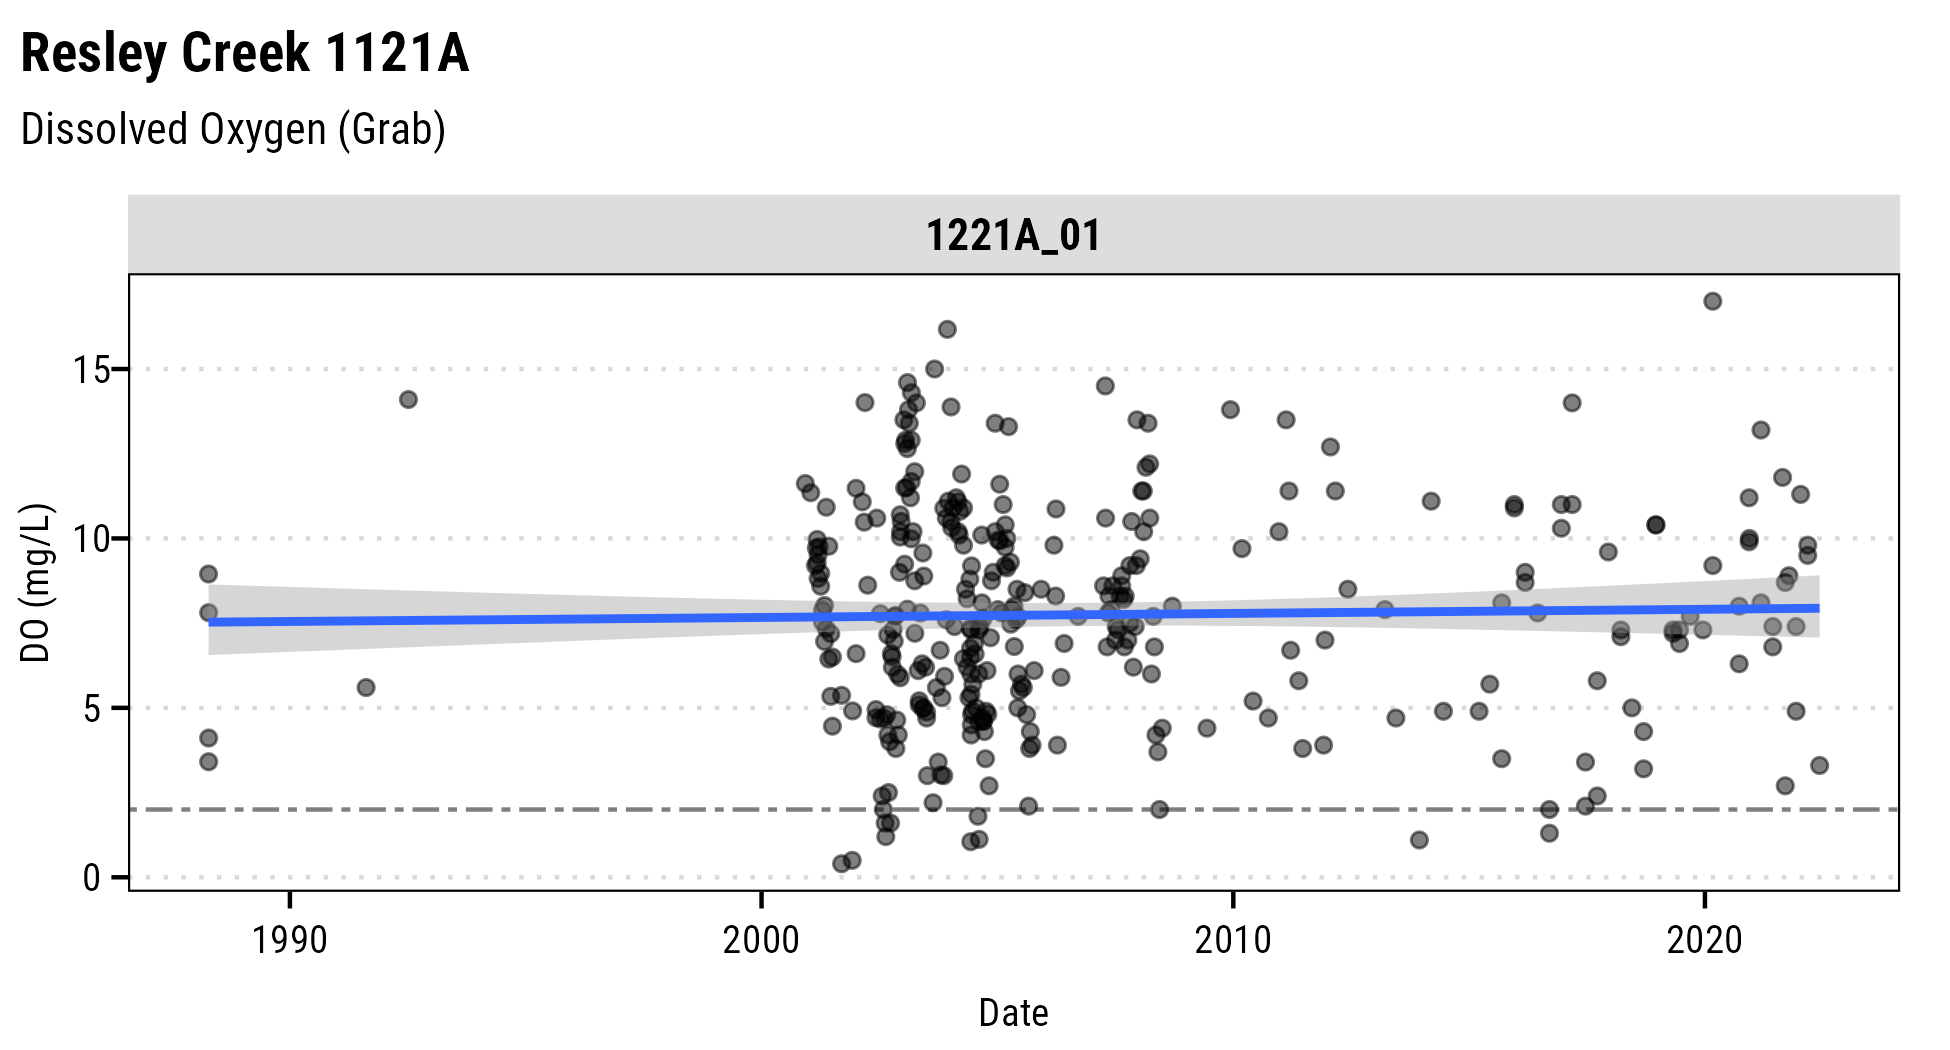 Resley Creek 1121A
Dissolved Oxygen (Grab)
1221A_01
DO (mg/L)
15
10
5
0
1990 2000 2010 2020
Date